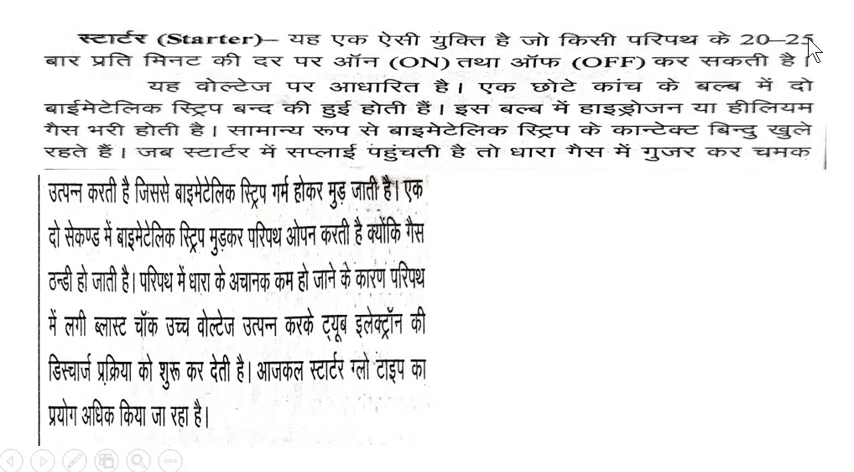 स्टार्टर (Starter)– यह एक ऐसी युक्ति है जो किसी परिपथ के 20–25
बार प्रति मिनट की दर पर ऑन (ON) तथा ऑफ (OFF) कर सकती है।
यह वोल्टेज पर आधारित है। एक छोटे कांच के बल्ब में दो
बाईमेटेलिक स्ट्रिप बन्द की हुई होती हैं। इस बल्ब में हाइड्रोजन या हीलियम
गैस भरी होती है। सामान्य रूप से बाइमेटेलिक स्ट्रिप के कान्टेक्ट बिन्दु खुले
रहते हैं। जब स्टार्टर में सप्लाई पहुंचती है तो धारा गैस में गुजर कर चमक
उत्पन्न करती है जिससे बाइमेटेलिक स्ट्रिप गर्म होकर मुड़ जाती है। एक
दो सेकण्ड में बाइमेटेलिक स्ट्रिप मुड़कर परिपथ ओपन करती है क्योंकि गैस
ठन्डी हो जाती है। परिपथ में धारा के अचानक कम हो जाने के कारण परिपथ
में लगी ब्लास्ट चॉक उच्च वोल्टेज उत्पन्न करके ट्यूब इलेक्ट्रॉन की
डिस्चार्ज प्रक्रिया को शुरू कर देती है। आजकल स्टार्टर ग्लो टाइप का
प्रयोग अधिक किया जा रहा है।